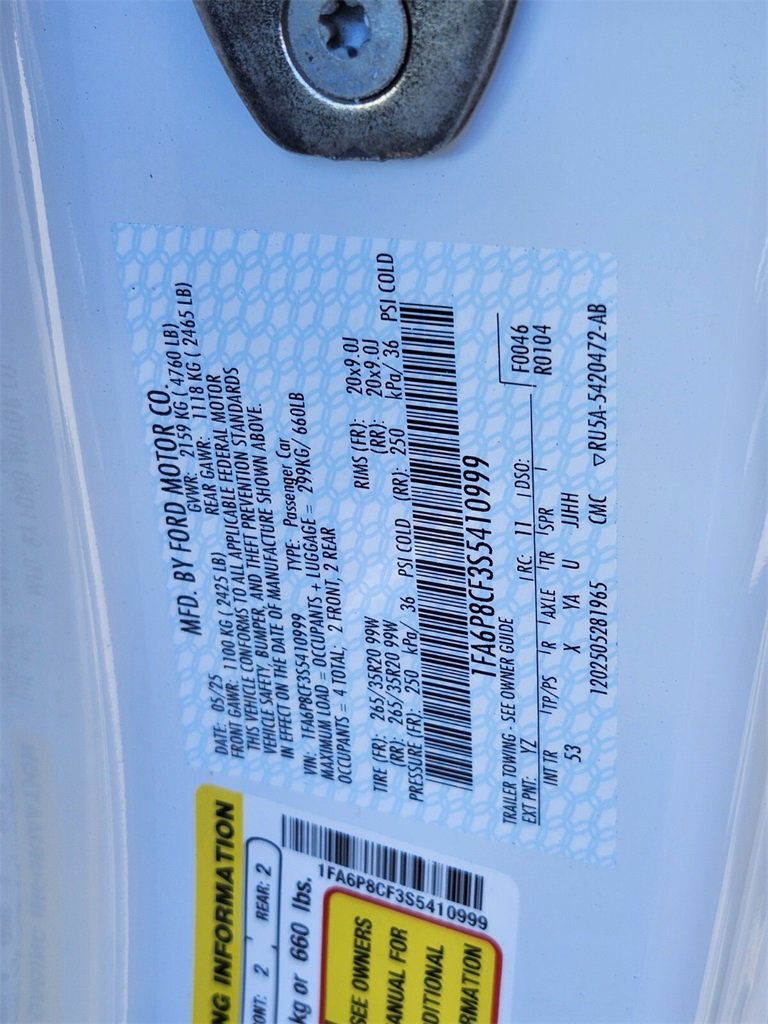 MFD. BY FORD MOTOR CO.
DATE: 05/25 GVWR: 2159 KG ( 4760 LB)
FRONT GAWR: 1100 KG ( 2425 LB) REAR GAWR: 1118 KG ( 2465 LB)
THIS VEHICLE CONFORMS TO ALL APPLICABLE FEDERAL MOTOR
VEHICLE SAFETY, BUMPER, AND THEFT PREVENTION STANDARDS
IN EFFECT ON THE DATE OF MANUFACTURE SHOWN ABOVE.
VIN: 1FA6P8CF3S5410999 TYPE: Passenger Car
MAXIMUM LOAD = OCCUPANTS + LUGGAGE = 299KG/ 660LB
OCCUPANTS = 4 TOTAL; 2 FRONT, 2 REAR
TIRE (FR): 265/35R20 99W RIMS (FR): 20x9.0J
(RR): 265/35R20 99W (RR): 20x9.0J
PRESSURE (FR): 250 kPa/ 36 PSI COLD (RR): 250 kPa/ 36 PSI COLD
1FA6P8CF3S5410999
TRAILER TOWING - SEE OWNER GUIDE
EXT PNT: YZ RC: 11 DSO: F0046
R0104
INT TR TP/PS R AXLE TR SPR
53 X YA U JJHH
1202505281965 CMC ▽RU5A-5420472-AB
NG INFORMATION
ONT: 2 REAR: 2
kg or 660 lbs.
1FA6P8CF3S5410999
SEE OWNERS
ANUAL FOR
DITIONAL
RMATION